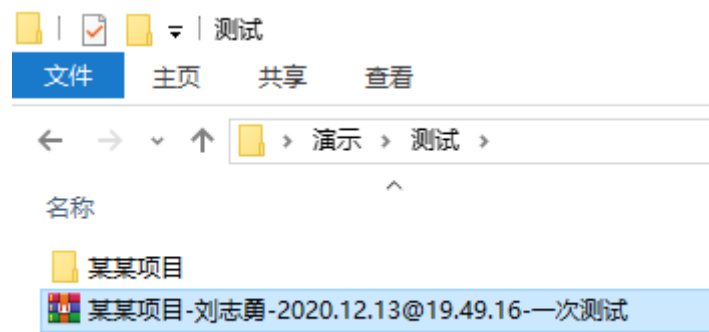 测试
文件 主页 共享 查看
演示 测试
名称
某某项目
某某项目-刘志勇-2020.12.13@19.49.16-一次测试